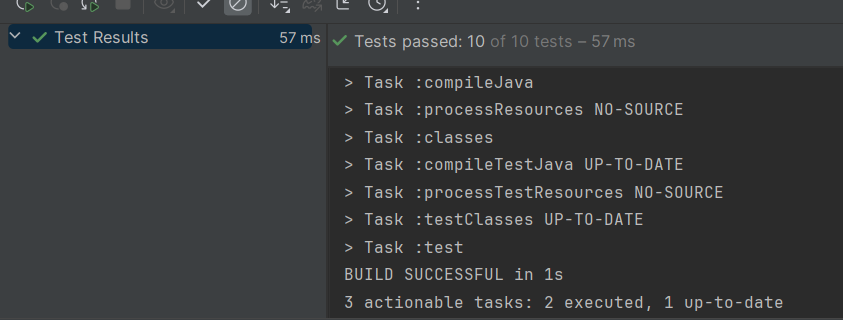 Test Results 57 ms
Tests passed: 10 of 10 tests – 57 ms
> Task :compileJava
> Task :processResources NO-SOURCE
> Task :classes
> Task :compileTestJava UP-TO-DATE
> Task :processTestResources NO-SOURCE
> Task :testClasses UP-TO-DATE
> Task :test
BUILD SUCCESSFUL in 1s
3 actionable tasks: 2 executed, 1 up-to-date